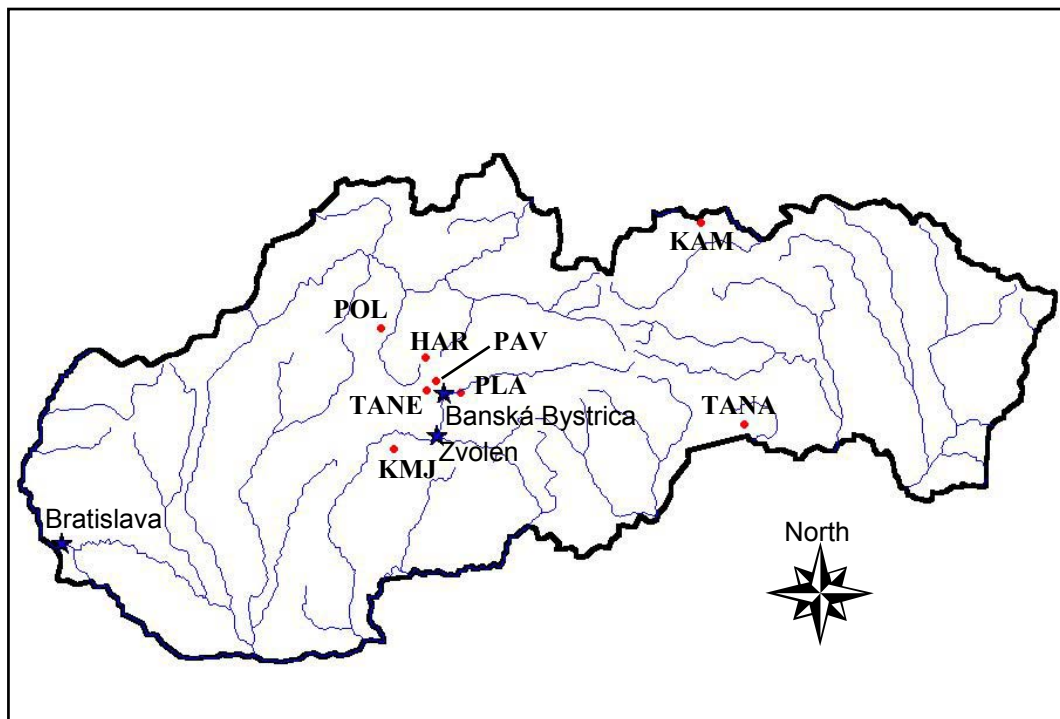 KAM
POL
HAR PAV
TANE PLA TANA
Banská Bystrica
Zvolen
KMJ
Bratislava
North